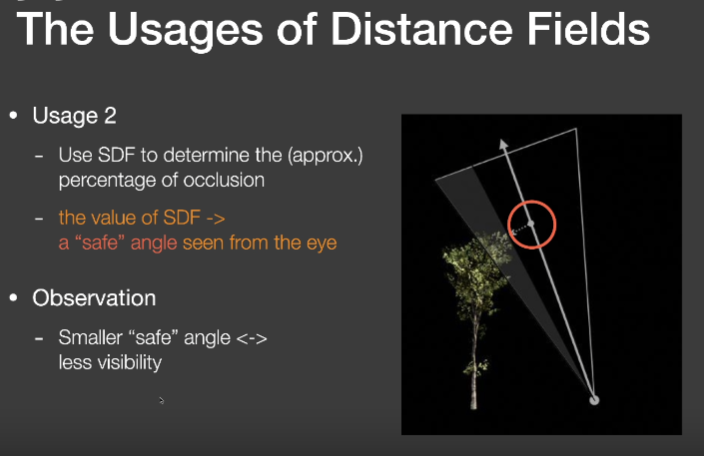 The Usages of Distance Fields
• Usage 2
- Use SDF to determine the (approx.)
percentage of occlusion
- the value of SDF ->
a “safe” angle seen from the eye
• Observation
- Smaller “safe” angle <->
less visibility